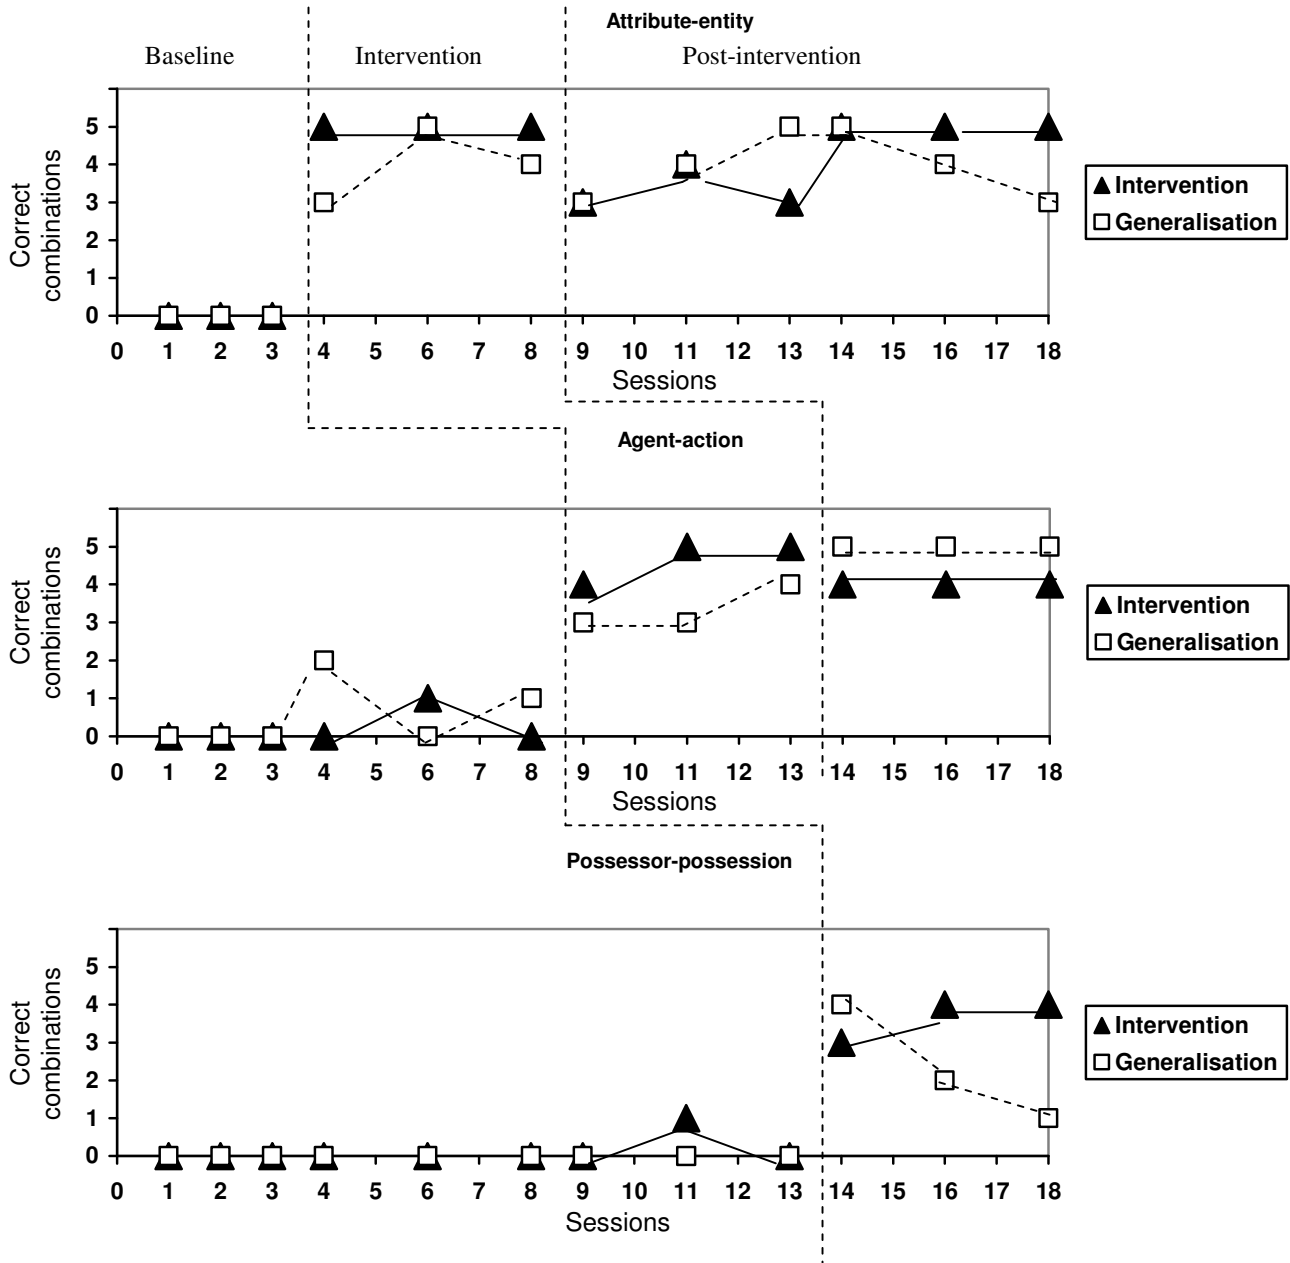 Attribute-entity
Baseline Intervention Post-intervention
Correct combinations
5
4
3
2
1
0
0 1 2 3 4 5 6 7 8 9 10 11 12 13 14 15 16 17 18
Sessions
Intervention
Generalisation
Agent-action
Correct combinations
5
4
3
2
1
0
0 1 2 3 4 5 6 7 8 9 10 11 12 13 14 15 16 17 18
Sessions
Intervention
Generalisation
Possessor-possession
Correct combinations
5
4
3
2
1
0
0 1 2 3 4 5 6 7 8 9 10 11 12 13 14 15 16 17 18
Sessions
Intervention
Generalisation